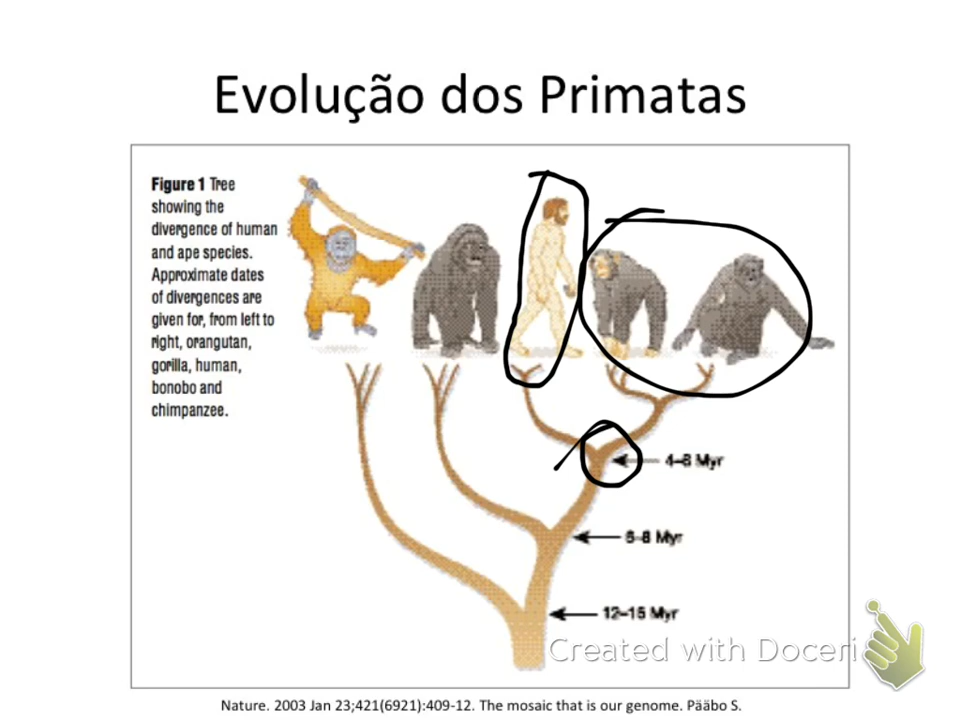 Evolução dos Primatas
Figure 1 Tree
showing the
divergence of human
and ape species.
Approximate dates
of divergences are
given for, from left to
right, orangutan,
gorilla, human,
bonobo and
chimpanzee.
4–6 Myr
6–8 Myr
12–16 Myr
Created with Doceri
Nature. 2003 Jan 23;421(6921):409-12. The mosaic that is our genome. Pääbo S.